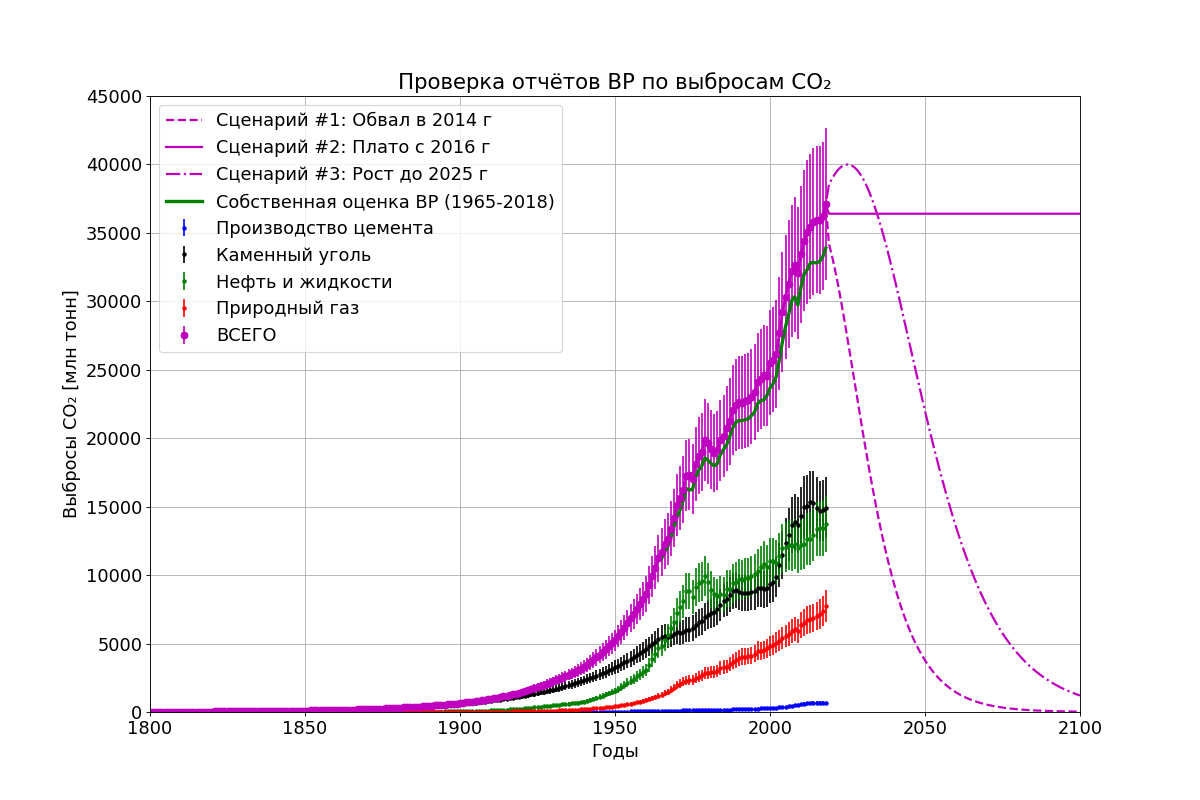 Проверка отчётов BP по выбросам CO₂
45000
40000
35000
30000
25000
20000
15000
10000
5000
0
Выбросы CO₂ [млн тонн]
Сценарий #1: Обвал в 2014 г
Сценарий #2: Плато с 2016 г
Сценарий #3: Рост до 2025 г
Собственная оценка BP (1965-2018)
Производство цемента
Каменный уголь
Нефть и жидкости
Природный газ
ВСЕГО
1800 1850 1900 1950 2000 2050 2100
Годы